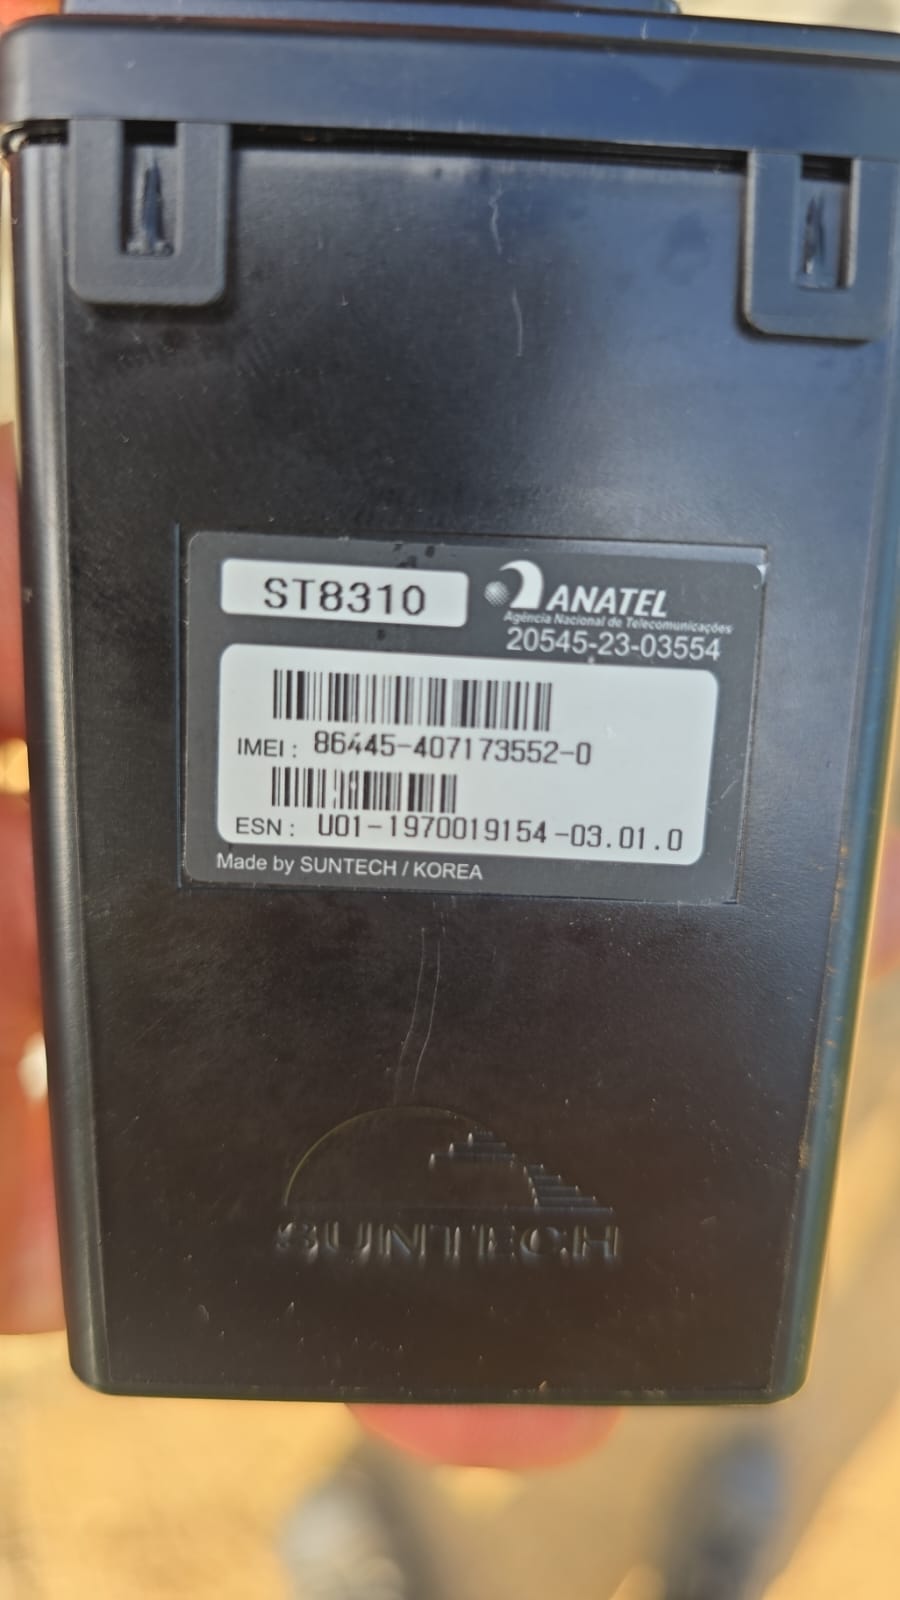 ST8310
ANATEL
Agência Nacional de Telecomunicações
20545-23-03554
IMEI : 86445-407173552-0
ESN : U01-1970019154-03.01.0
Made by SUNTECH / KOREA
SUNTECH